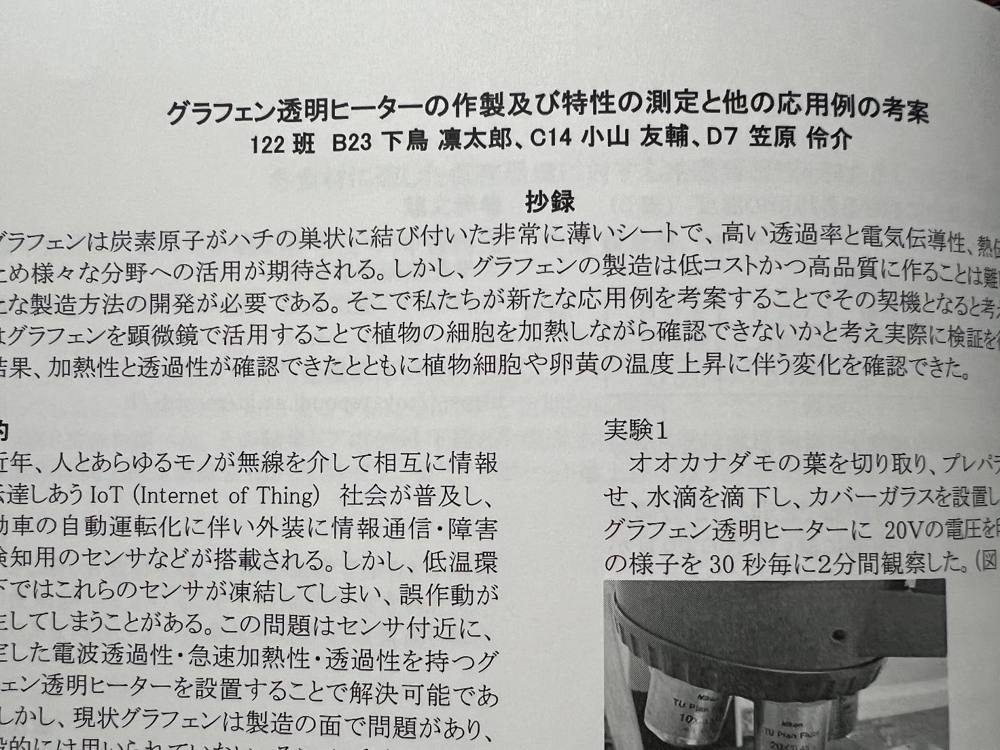 グラフェン透明ヒーターの作製及び特性の測定と他の応用例の考案
122 班 B23 下鳥 凛太郎、C14 小山 友輔、D7 笠原 伶介
抄録
グラフェンは炭素原子がハチの巣状に結び付いた非常に薄いシートで、高い透過率と電気伝導性、熱伝
ため様々な分野への活用が期待される。しかし、グラフェンの製造は低コストかつ高品質に作ることは難
たな製造方法の開発が必要である。そこで私たちが新たな応用例を考案することでその契機となると考え
はグラフェンを顕微鏡で活用することで植物の細胞を加熱しながら確認できないかと考え実際に検証を行
結果、加熱性と透過性が確認できたとともに植物細胞や卵黄の温度上昇に伴う変化を確認できた。
的
近年、人とあらゆるモノが無線を介して相互に情報
伝達しあう IoT (Internet of Thing) 社会が普及し、
動車の自動運転化に伴い外装に情報通信・障害
検知用のセンサなどが搭載される。しかし、低温環
下ではこれらのセンサが凍結してしまい、誤作動が
生してしまうことがある。この問題はセンサ付近に、
定した電波透過性・急速加熱性・透過性を持つグ
フェン透明ヒーターを設置することで解決可能であ
しかし、現状グラフェンは製造の面で問題があり、
般的には用いられていない。
実験1
オオカナダモの葉を切り取り、プレパラ
せ、水滴を滴下し、カバーガラスを設置し
グラフェン透明ヒーターに 20Vの電圧を印
の様子を 30 秒毎に2分間観察した。(図
Nikon
TU Plan
10x
Nikon
TU Plan Fluor
20x